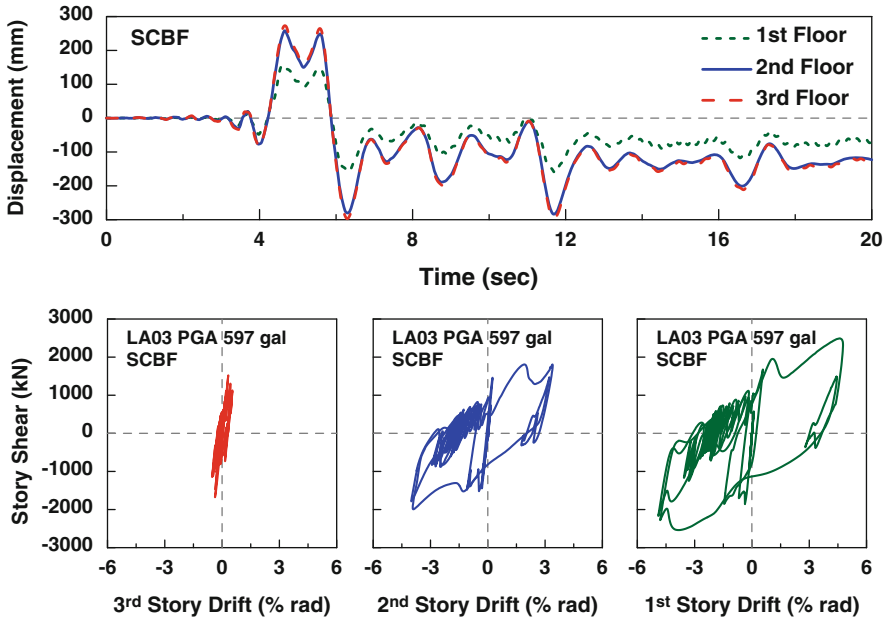 300
200
100
0
-100
-200
-300
Displacement (mm)
SCBF
1st Floor
2nd Floor
3rd Floor
0 4 8 12 16 20
Time (sec)
3000
2000
1000
0
-1000
-2000
-3000
Story Shear (kN)
LA03 PGA 597 gal
SCBF
-6 -3 0 3 6
3rd Story Drift (% rad)
LA03 PGA 597 gal
SCBF
-6 -3 0 3 6
2nd Story Drift (% rad)
LA03 PGA 597 gal
SCBF
-6 -3 0 3 6
1st Story Drift (% rad)